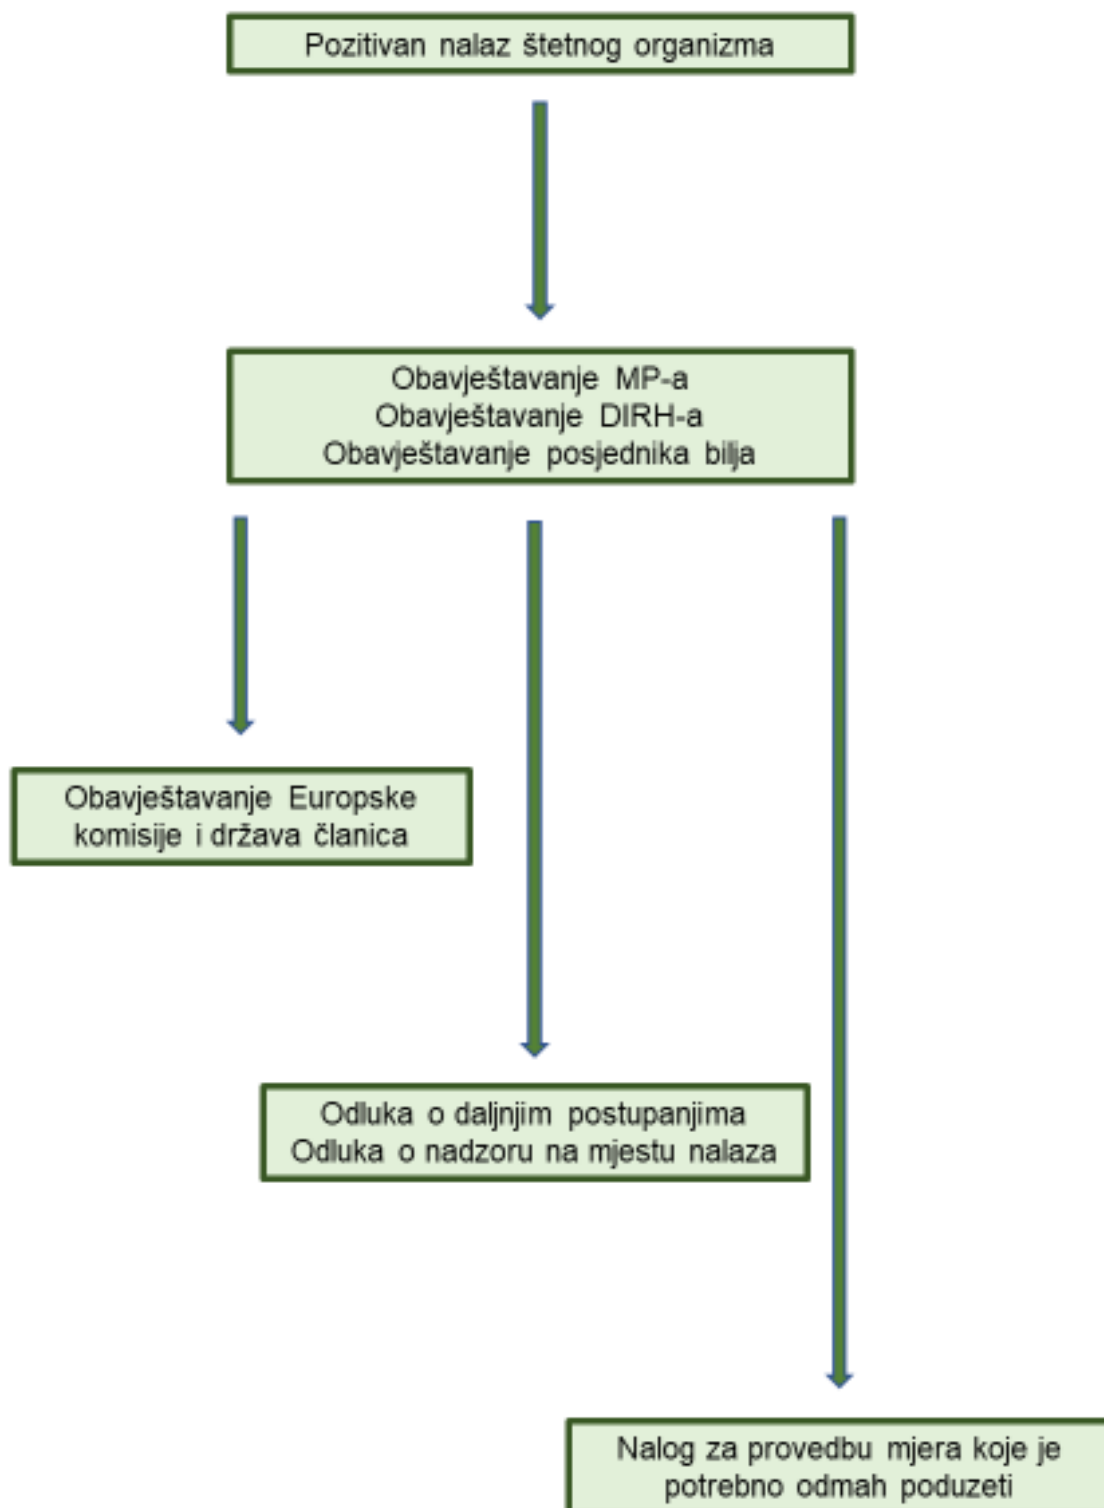 Pozitivan nalaz štetnog organizma
Obavještavanje MP-a
Obavještavanje DIRH-a
Obavještavanje posjednika bilja
Obavještavanje Europske
komisije i država članica
Odluka o daljnjim postupanjima
Odluka o nadzoru na mjestu nalaza
Nalog za provedbu mjera koje je
potrebno odmah poduzeti